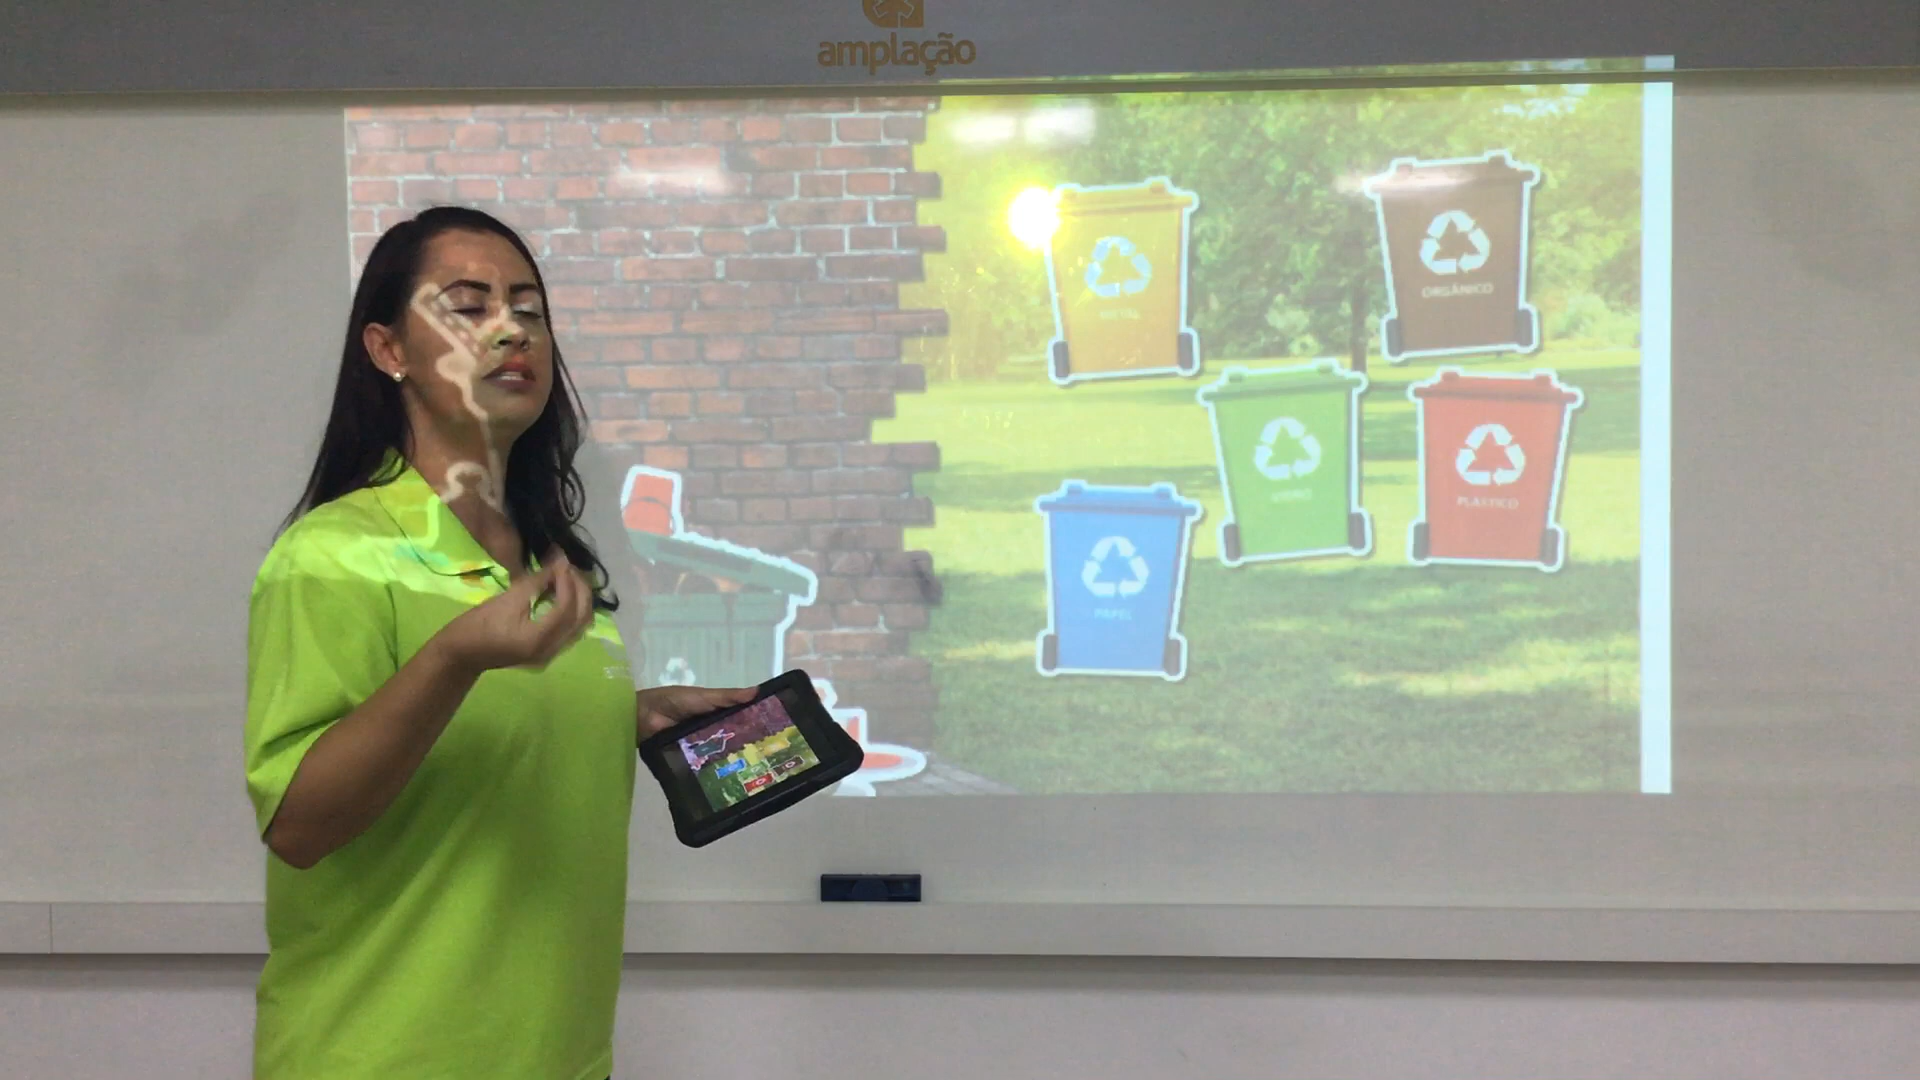 amplação
METAL
ORGÂNICO
VIDRO
PLÁSTICO
PAPEL